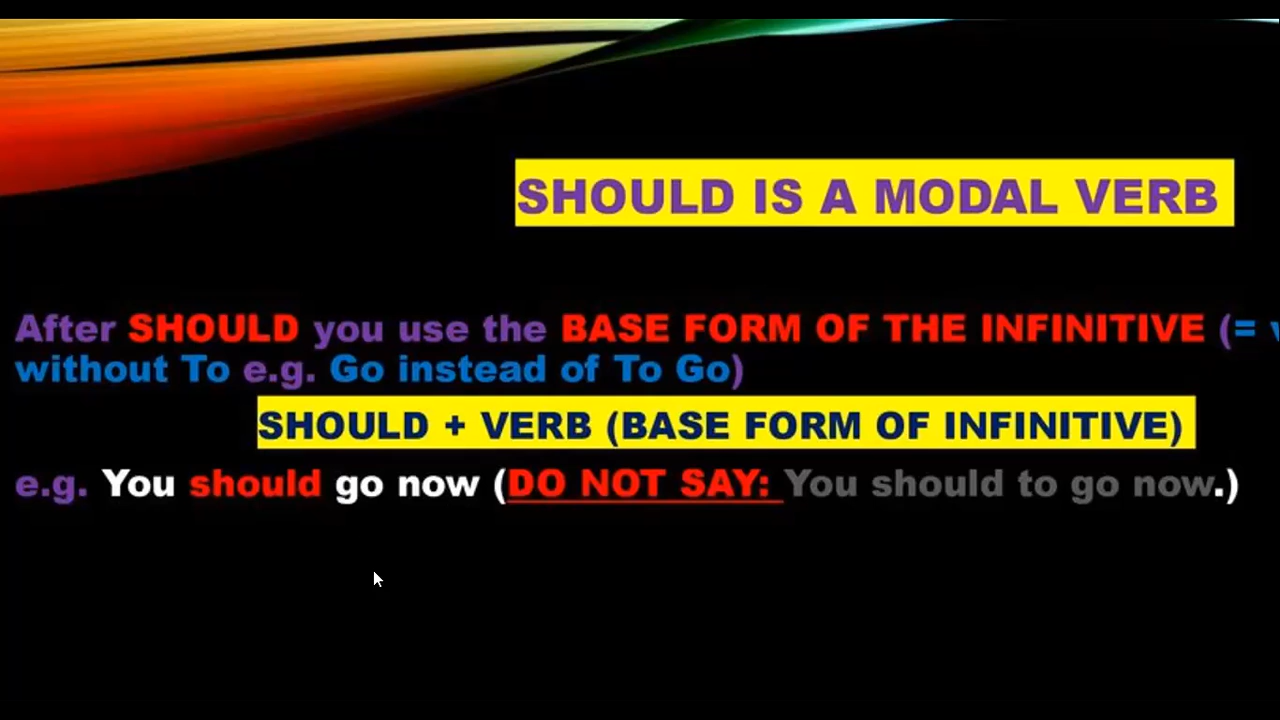 SHOULD IS A MODAL VERB
After SHOULD you use the BASE FORM OF THE INFINITIVE (=
without To e.g. Go instead of To Go)
SHOULD + VERB (BASE FORM OF INFINITIVE)
e.g. You should go now (DO NOT SAY: You should to go now.)